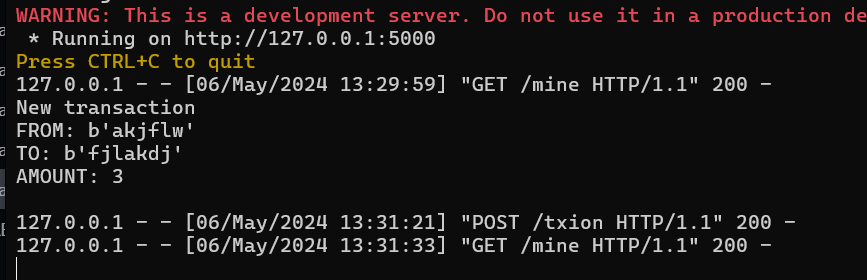 WARNING: This is a development server. Do not use it in a production de
 * Running on http://127.0.0.1:5000
Press CTRL+C to quit
127.0.0.1 - - [06/May/2024 13:29:59] "GET /mine HTTP/1.1" 200 -
New transaction
FROM: b'akjflw'
TO: b'fjlakdj'
AMOUNT: 3

127.0.0.1 - - [06/May/2024 13:31:21] "POST /txion HTTP/1.1" 200 -
127.0.0.1 - - [06/May/2024 13:31:33] "GET /mine HTTP/1.1" 200 -